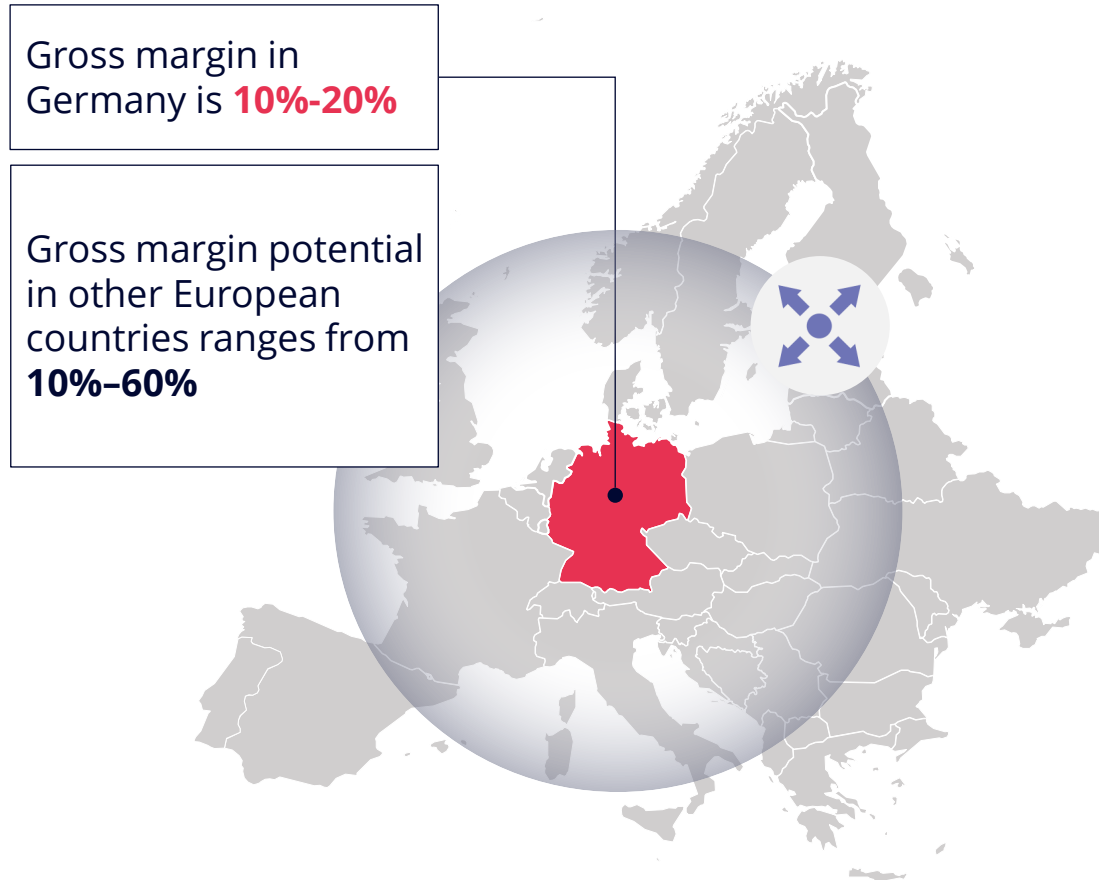 Gross margin in
Germany is 10%-20%
Gross margin potential
in other European
countries ranges from
10%–60%